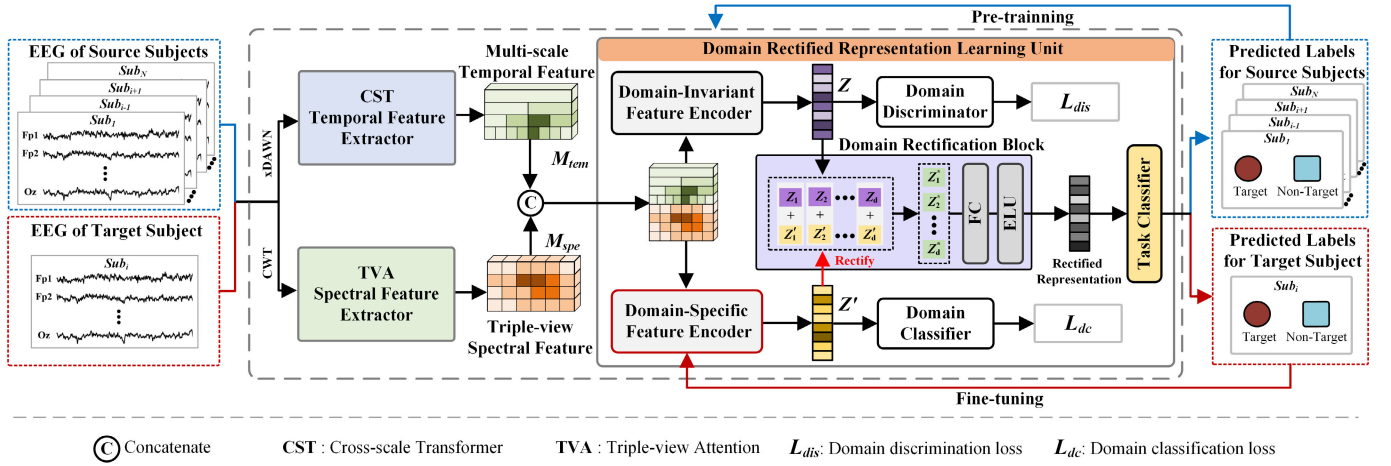 Pre-trainning
EEG of Source Subjects
Sub_N
Sub_i+1
Sub_i-1
Sub_1
Fp1
Fp2
Oz
EEG of Target Subject
Sub_i
Fp1
Fp2
Oz
xDAWN
CWT
CST
Temporal Feature
Extractor
TVA
Spectral Feature
Extractor
Multi-scale
Temporal Feature
M_tem
C
M_spe
Triple-view
Spectral Feature
Domain Rectified Representation Learning Unit
Domain-Invariant
Feature Encoder
Z
Domain
Discriminator
L_dis
Domain Rectification Block
Z_1 Z_2 ••• Z_d
+ + +
Z'_1 Z'_2 ••• Z'_d
Rectify
Z*_1
Z*_2
Z*_d
FC
ELU
Rectified
Representation
Task Classifier
Domain-Specific
Feature Encoder
Z'
Domain
Classifier
L_dc
Predicted Labels
for Source Subjects
Sub_N
Sub_i+1
Sub_i-1
Sub_1
Target Non-Target
Predicted Labels
for Target Subject
Sub_i
Target Non-Target
Fine-tuning
C Concatenate CST : Cross-scale Transformer TVA : Triple-view Attention L_dis: Domain discrimination loss L_dc: Domain classification loss